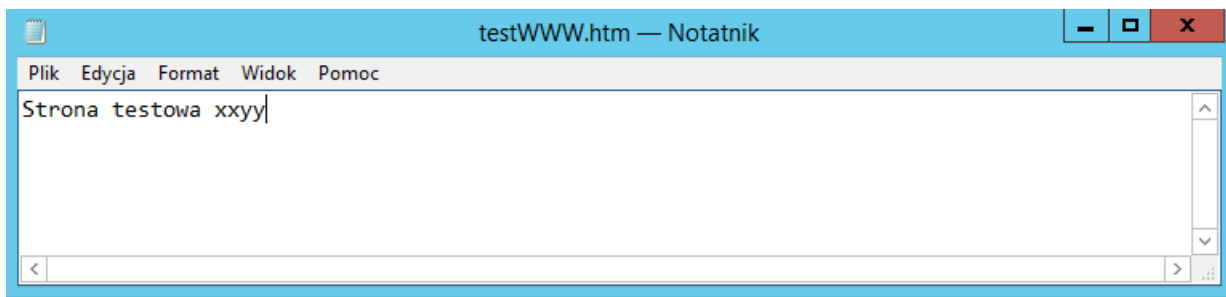 testWWW.htm — Notatnik
Plik Edycja Format Widok Pomoc
Strona testowa xxyy